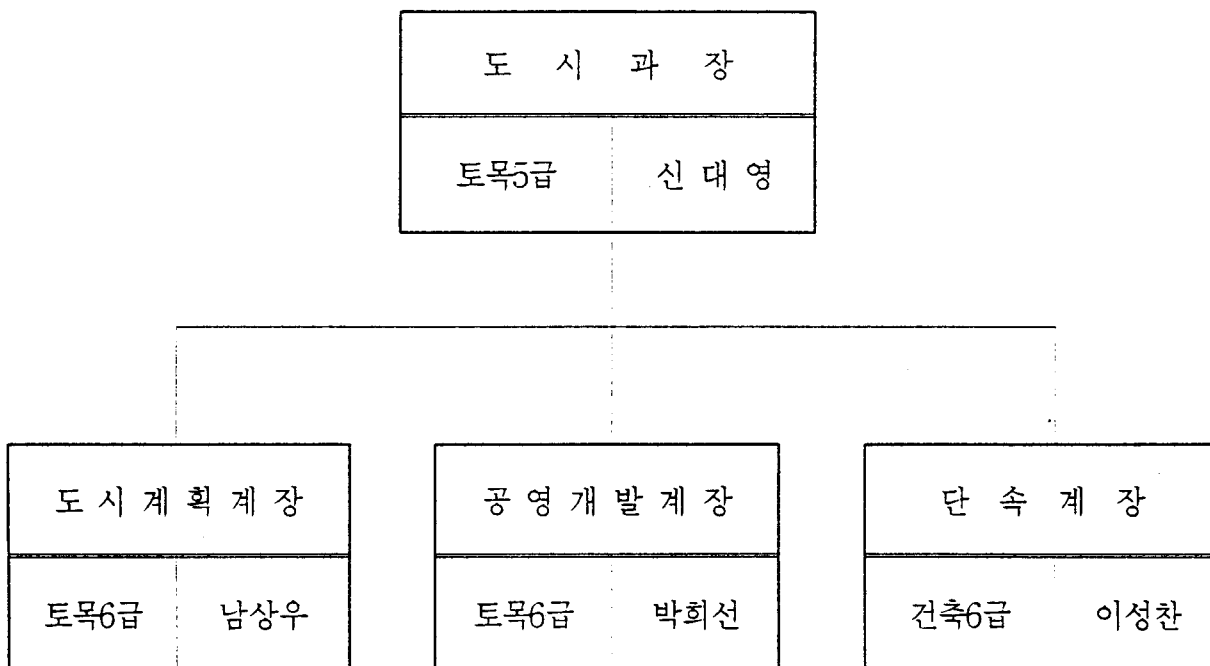 도 시 과 장
토목5급 신 대 영
도 시 계 획 계 장 공 영 개 발 계 장 단 속 계 장
토목6급 남상우 토목6급 박희선 건축6급 이성찬